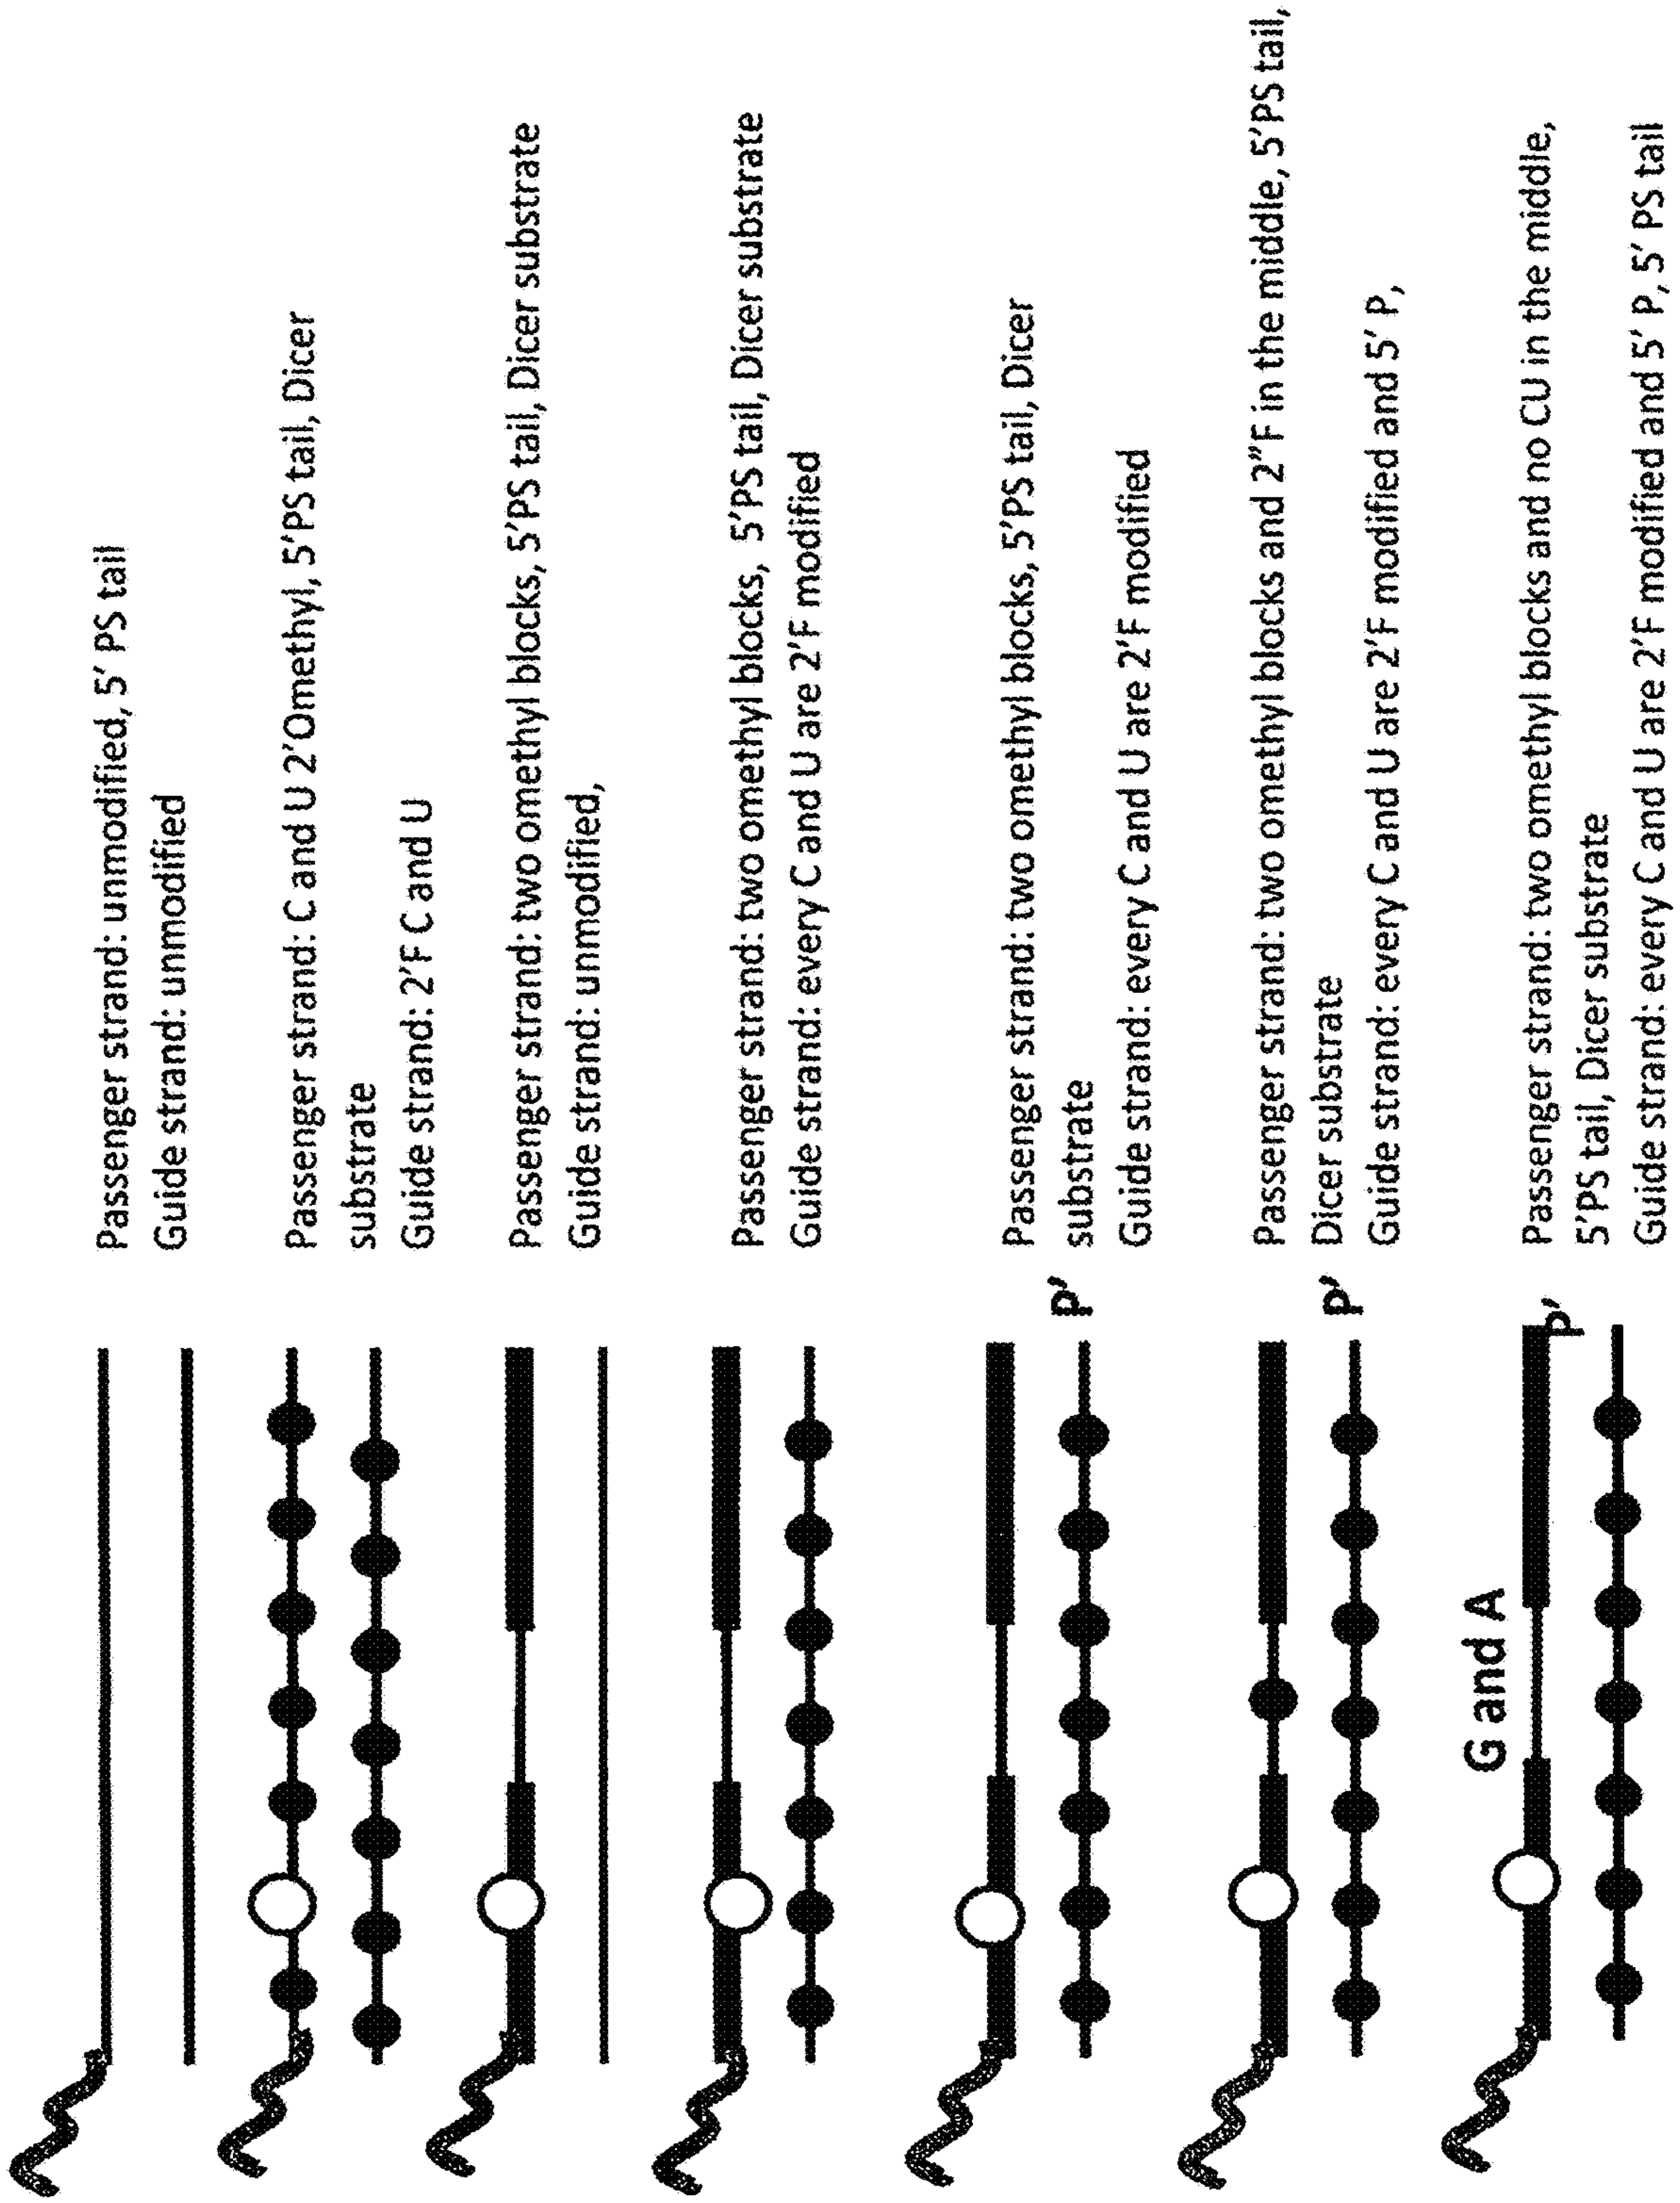 Passenger strand: unmodified, 5' PS tail
Guide strand: unmodified
Passenger strand: C and U 2'Omethyl, 5'PS tail, Dicer
substrate
Guide strand: 2'F C and U
Passenger strand: two omethyl blocks, 5'PS tail, Dicer substrate
Guide strand: unmodified,
Passenger strand: two omethyl blocks, 5'PS tail, Dicer substrate
Guide strand: every C and U are 2'F modified
Passenger strand: two omethyl blocks, 5'PS tail, Dicer
substrate
P'
Guide strand: every C and U are 2'F modified
Passenger strand: two omethyl blocks and 2"F in the middle, 5'PS tail,
Dicer substrate
P'
Guide strand: every C and U are 2'F modified and 5' P,
G and A
Passenger strand: two omethyl blocks and no CU in the middle,
P'
5'PS tail, Dicer substrate
Guide strand: every C and U are 2'F modified and 5' P, 5' PS tail